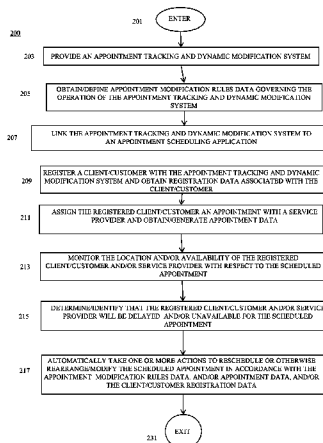 201
ENTER
200
203
PROVIDE AN APPOINTMENT TRACKING AND DYNAMIC MODIFICATION SYSTEM
205
OBTAIN/DEFINE APPOINTMENT MODIFICATION RULES DATA GOVERNING THE
OPERATION OF THE APPOINTMENT TRACKING AND DYNAMIC MODIFICATION
SYSTEM
207
LINK THE APPOINTMENT TRACKING AND DYNAMIC MODIFICATION SYSTEM TO
AN APPOINTMENT SCHEDULING APPLICATION
209
REGISTER A CLIENT/CUSTOMER WITH THE APPOINTMENT TRACKING AND DYNAMIC
MODIFICATION SYSTEM AND OBTAIN REGISTRATION DATA ASSOCIATED WITH THE
CLIENT/CUSTOMER
211
ASSIGN THE REGISTERED CLIENT/CUSTOMER AN APPOINTMENT WITH A SERVICE
PROVIDER AND OBTAIN/GENERATE APPOINTMENT DATA
213
MONITOR THE LOCATION AND/OR AVAILABILITY OF THE REGISTERED
CLIENT/CUSTOMER AND/OR SERVICE PROVIDER WITH RESPECT TO THE SCHEDULED
APPOINTMENT
215
DETERMINE/IDENTIFY THAT THE REGISTERED CLIENT/CUSTOMER AND/OR SERVICE
PROVIDER WILL BE DELAYED AND/OR UNAVAILABLE FOR THE SCHEDULED
APPOINTMENT
217
AUTOMATICALLY TAKE ONE OR MORE ACTIONS TO RESCHEDULE OR OTHERWISE
REARRANGE/MODIFY THE SCHEDULED APPOINTMENT IN ACCORDANCE WITH THE
APPOINTMENT MODIFICATION RULES DATA, AND/OR APPOINTMENT DATA, AND/OR
THE CLIENT/CUSTOMER REGISTRATION DATA
EXIT
231